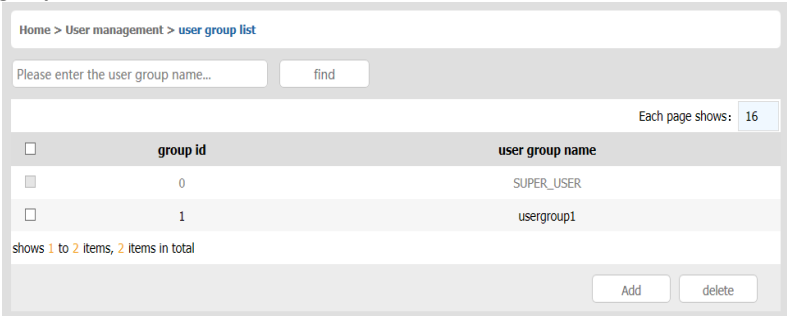 Home > User management > user group list
Please enter the user group name... find
Each page shows: 16
group id user group name
0 SUPER_USER
1 usergroup1
shows 1 to 2 items, 2 items in total
Add delete